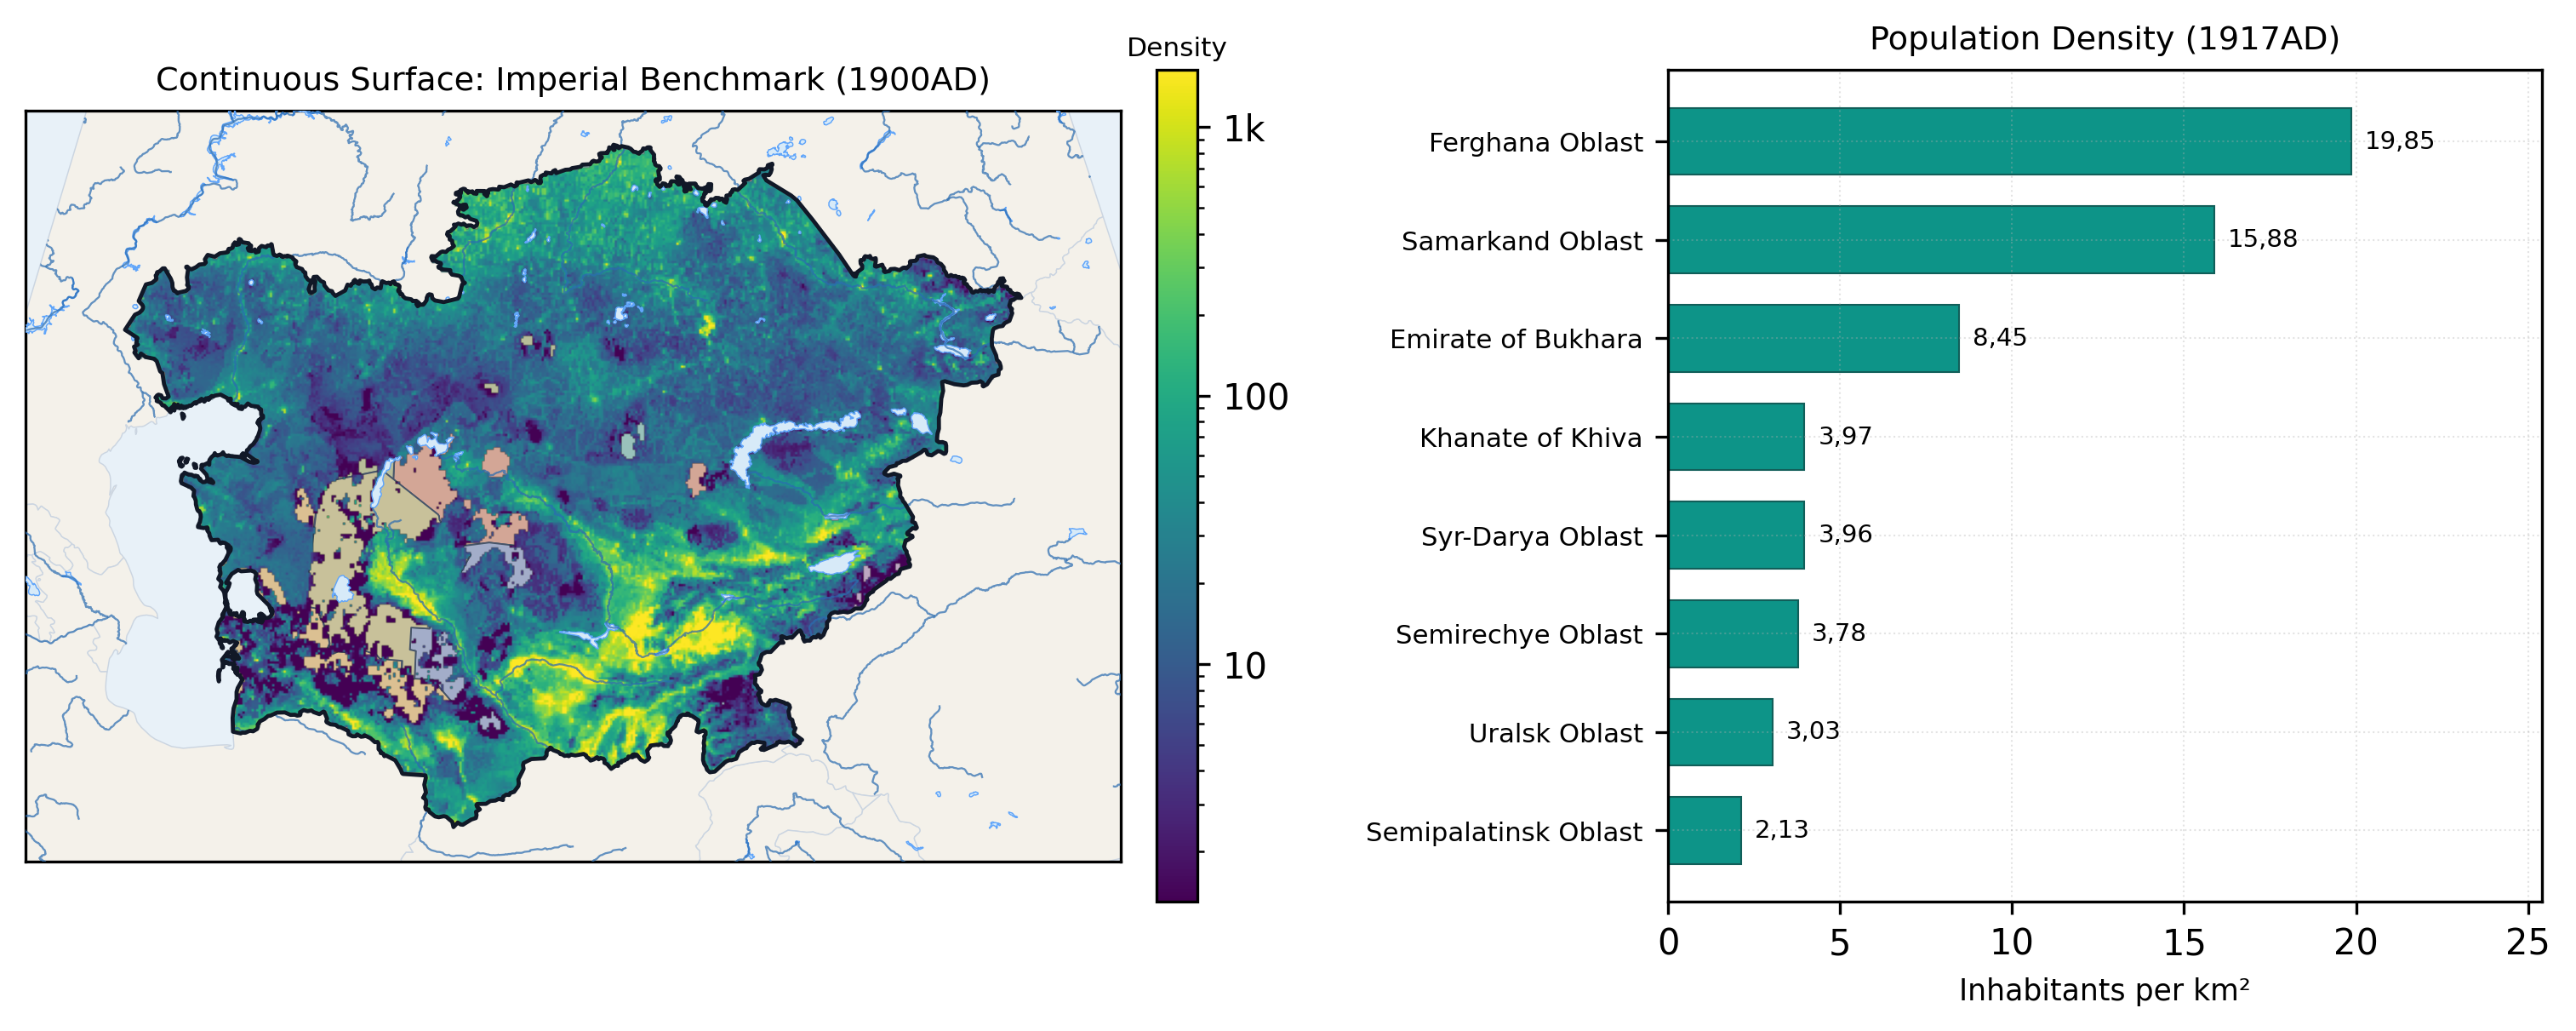 Continuous Surface: Imperial Benchmark (1900AD)
Density
1k
100
10
Population Density (1917AD)
Ferghana Oblast
19,85
Samarkand Oblast
15,88
Emirate of Bukhara
8,45
Khanate of Khiva
3,97
Syr-Darya Oblast
3,96
Semirechye Oblast
3,78
Uralsk Oblast
3,03
Semipalatinsk Oblast
2,13
0 5 10 15 20 25
Inhabitants per km²